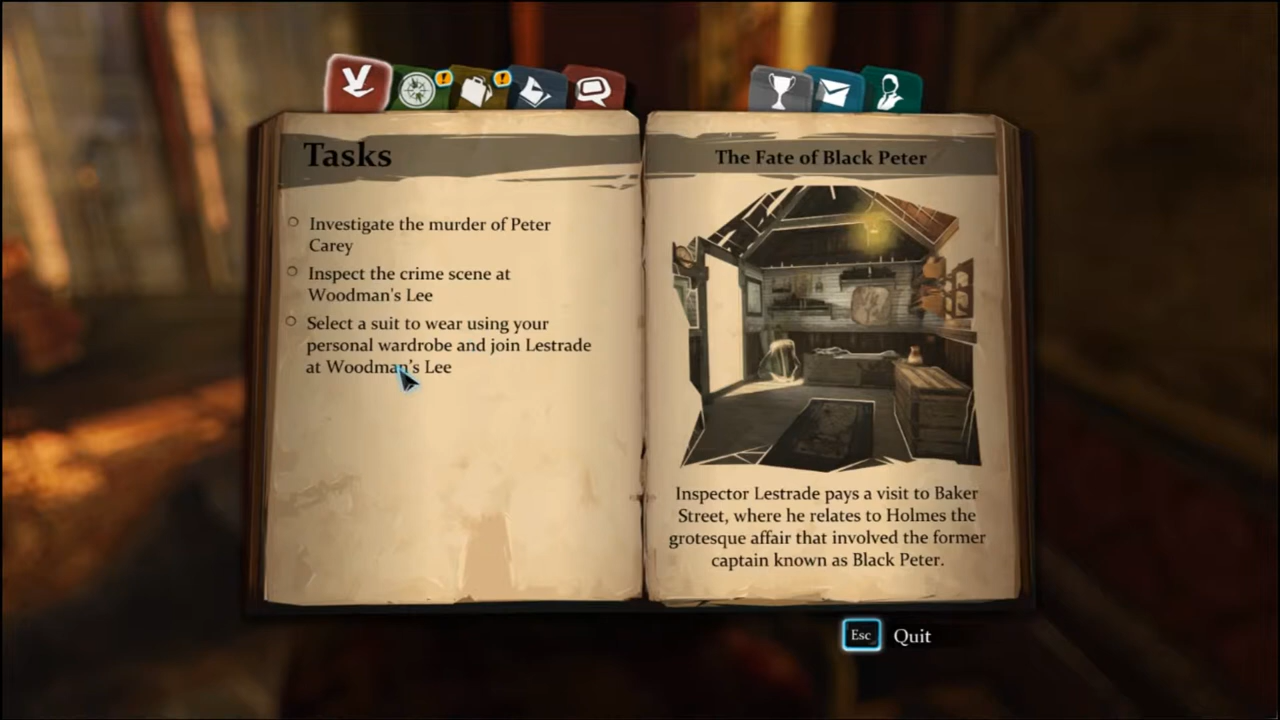 Tasks
Investigate the murder of Peter
Carey
Inspect the crime scene at
Woodman's Lee
Select a suit to wear using your
personal wardrobe and join Lestrade
at Woodman's Lee
The Fate of Black Peter
Inspector Lestrade pays a visit to Baker
Street, where he relates to Holmes the
grotesque affair that involved the former
captain known as Black Peter.
Esc Quit